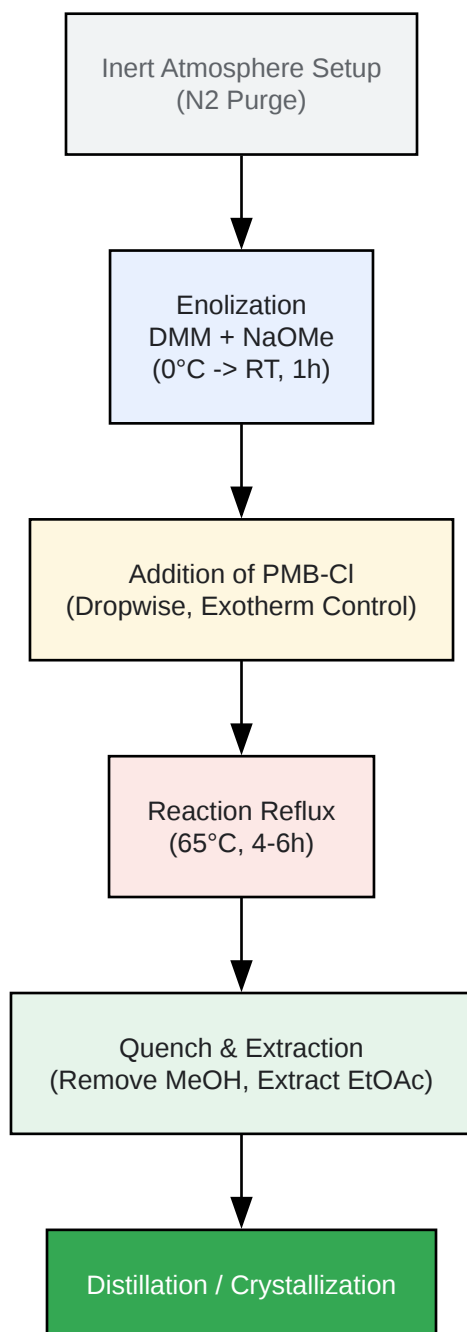 Inert Atmosphere Setup
(N2 Purge)
Enolization
DMM + NaOMe
(0°C -> RT, 1h)
Addition of PMB-Cl
(Dropwise, Exotherm Control)
Reaction Reflux
(65°C, 4-6h)
Quench & Extraction
(Remove MeOH, Extract EtOAc)
Distillation / Crystallization